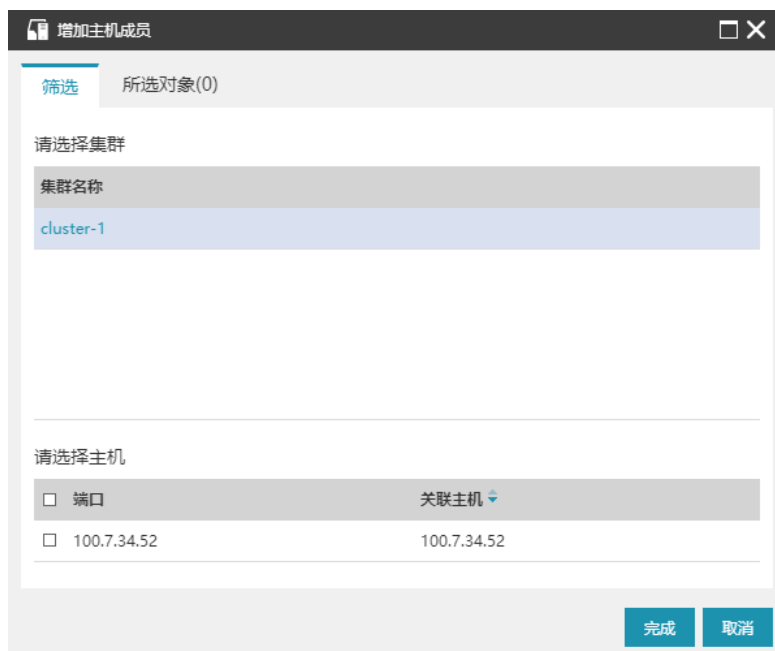 增加主机成员
筛选 所选对象(0)
请选择集群
集群名称
cluster-1
请选择主机
端口 关联主机
100.7.34.52 100.7.34.52
完成 取消